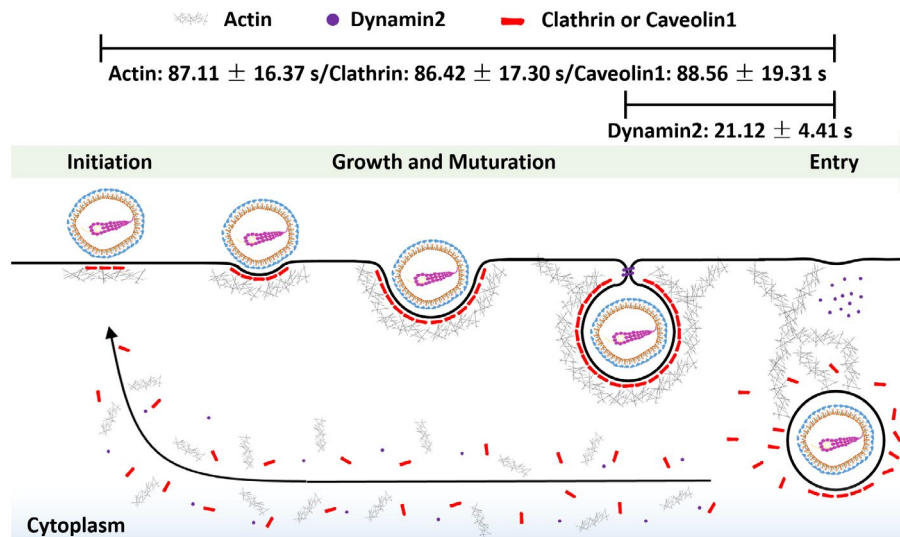 Actin Dynamin2 Clathrin or Caveolin1
Actin: 87.11 ± 16.37 s/Clathrin: 86.42 ± 17.30 s/Caveolin1: 88.56 ± 19.31 s
Dynamin2: 21.12 ± 4.41 s
Initiation Growth and Muturation Entry
Cytoplasm